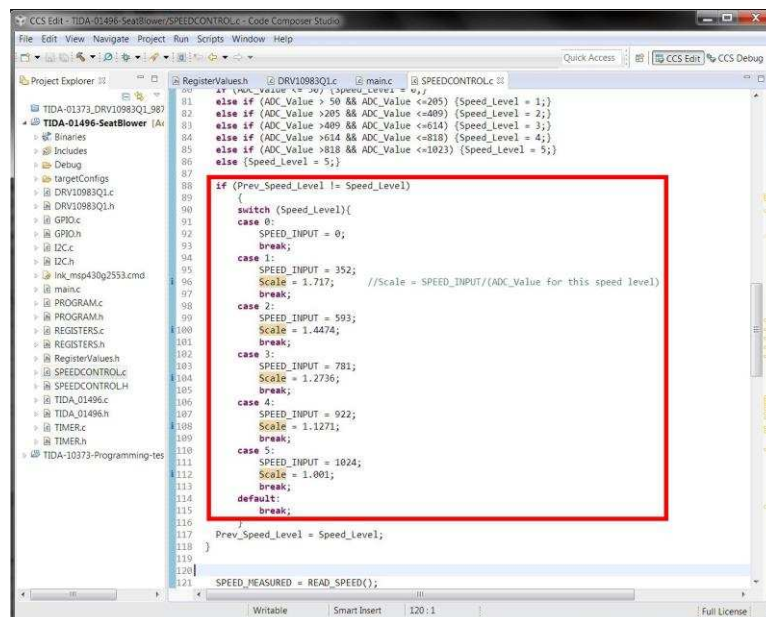 CCS Edit - TIDA-01496-SeatBlower/SPEEDCONTROL.c - Code Composer Studio
File Edit View Navigate Project Run Scripts Window Help
Quick Access CCS Edit CCS Debug
Project Explorer
RegisterValues.h DRV10983Q1.c main.c SPEEDCONTROL.c
TIDA-01373_DRV10983Q1_987
TIDA-01496-SeatBlower [Ac
Binaries
Includes
Debug
targetConfigs
DRV10983Q1.c
DRV10983Q1.h
GPIO.c
GPIO.h
I2C.c
I2C.h
lnk_msp430g2553.cmd
main.c
PROGRAM.c
PROGRAM.h
REGISTERS.c
REGISTERS.h
RegisterValues.h
SPEEDCONTROL.c
SPEEDCONTROL.H
TIDA_01496.c
TIDA_01496.h
TIMER.c
TIMER.h
TIDA-10373-Programming-tes
80 if (ADC_Value <= 50) {Speed_Level = 0;}
81 else if (ADC_Value > 50 && ADC_Value <=205) {Speed_Level = 1;}
82 else if (ADC_Value >205 && ADC_Value <=409) {Speed_Level = 2;}
83 else if (ADC_Value >409 && ADC_Value <=614) {Speed_Level = 3;}
84 else if (ADC_Value >614 && ADC_Value <=818) {Speed_Level = 4;}
85 else if (ADC_Value >818 && ADC_Value <=1023) {Speed_Level = 5;}
86 else {Speed_Level = 5;}
87
88 if (Prev_Speed_Level != Speed_Level)
89 {
90 switch (Speed_Level){
91 case 0:
92 SPEED_INPUT = 0;
93 break;
94 case 1:
95 SPEED_INPUT = 352;
96 Scale = 1.717; //Scale = SPEED_INPUT/(ADC_Value for this speed level)
97 break;
98 case 2:
99 SPEED_INPUT = 593;
100 Scale = 1.4474;
101 break;
102 case 3:
103 SPEED_INPUT = 781;
104 Scale = 1.2736;
105 break;
106 case 4:
107 SPEED_INPUT = 922;
108 Scale = 1.1271;
109 break;
110 case 5:
111 SPEED_INPUT = 1024;
112 Scale = 1.001;
113 break;
114 default:
115 break;
116 }
117 Prev_Speed_Level = Speed_Level;
118 }
119
120
121 SPEED_MEASURED = READ_SPEED();
Writable Smart Insert 120 : 1 Full License